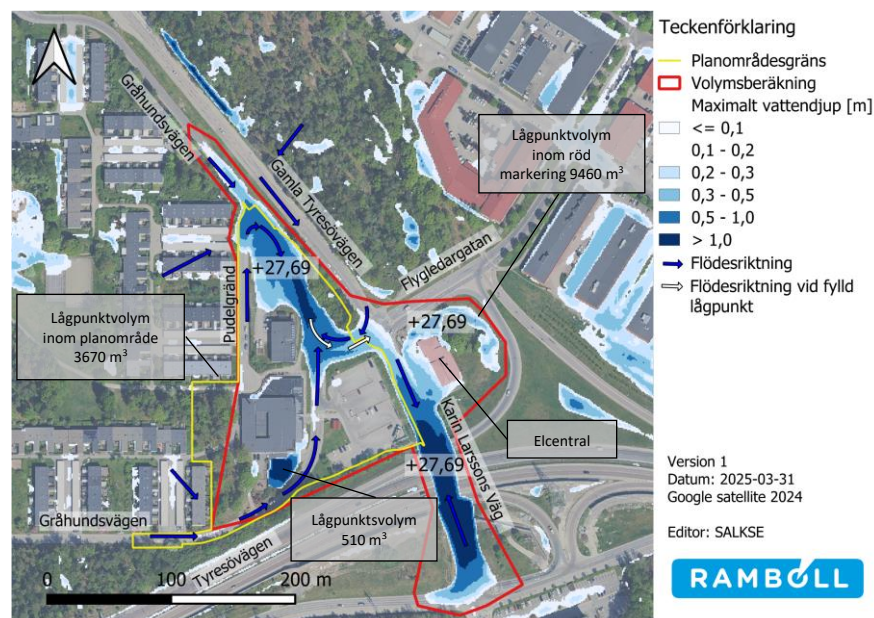 Gråhundsvägen
Gamla Tyresövägen
Lågpunktvolym
inom röd
markering 9460 m³
Flygledargatan
+27,69
Pudelgränd
Lågpunktvolym
inom planområde
3670 m³
+27,69
Karin Larssons Väg
Elcentral
+27,69
Lågpunktsvolym
510 m³
Gråhundsvägen
Tyresövägen
0 100 200 m
Teckenförklaring
Planområdesgräns
Volymsberäkning
Maximalt vattendjup [m]
<= 0,1
0,1 - 0,2
0,2 - 0,3
0,3 - 0,5
0,5 - 1,0
> 1,0
Flödesriktning
Flödesriktning vid fylld
lågpunkt
Version 1
Datum: 2025-03-31
Google satellite 2024
Editor: SALKSE
RAMBOLL